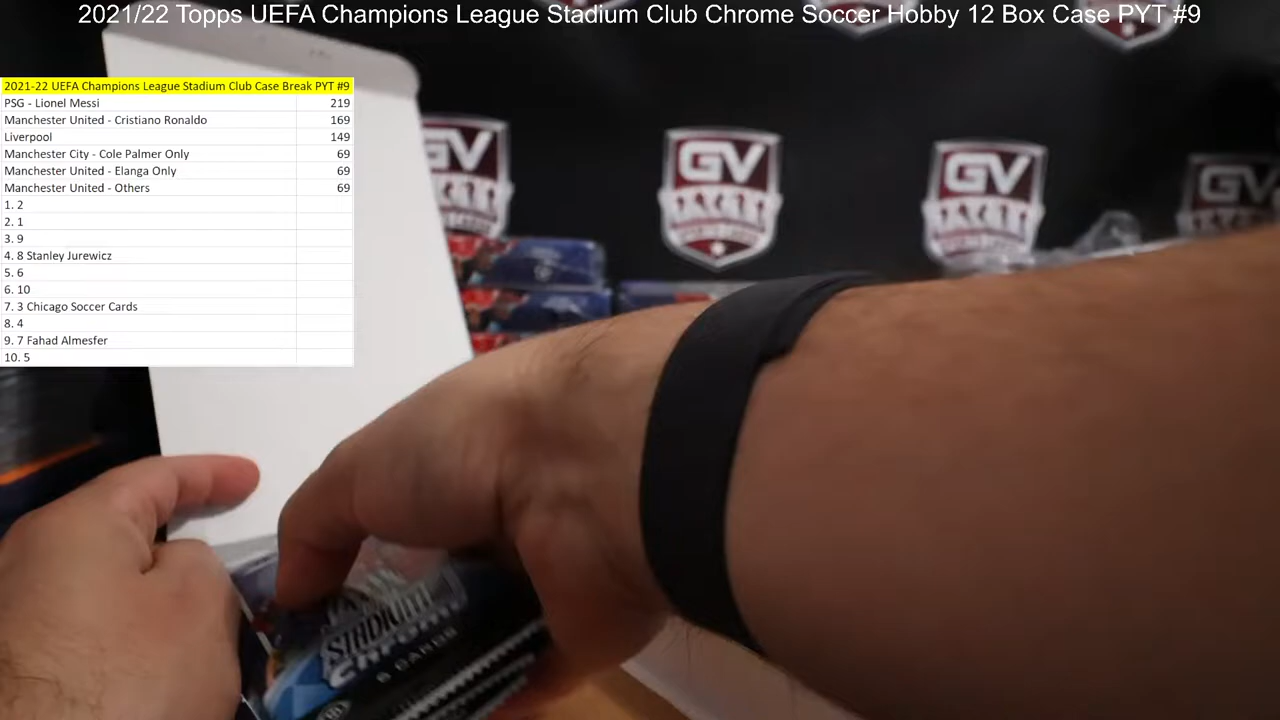 2021/22 Topps UEFA Champions League Stadium Club Chrome Soccer Hobby 12 Box Case PYT #9
2021-22 UEFA Champions League Stadium Club Case Break PYT #9
PSG - Lionel Messi 219
Manchester United - Cristiano Ronaldo 169
Liverpool 149
Manchester City - Cole Palmer Only 69
Manchester United - Elanga Only 69
Manchester United - Others 69
1. 2
2. 1
3. 9
4. 8 Stanley Jurewicz
5. 6
6. 10
7. 3 Chicago Soccer Cards
8. 4
9. 7 Fahad Almesfer
10. 5
GV
GV
GV
GV
STADIUM
CHROME